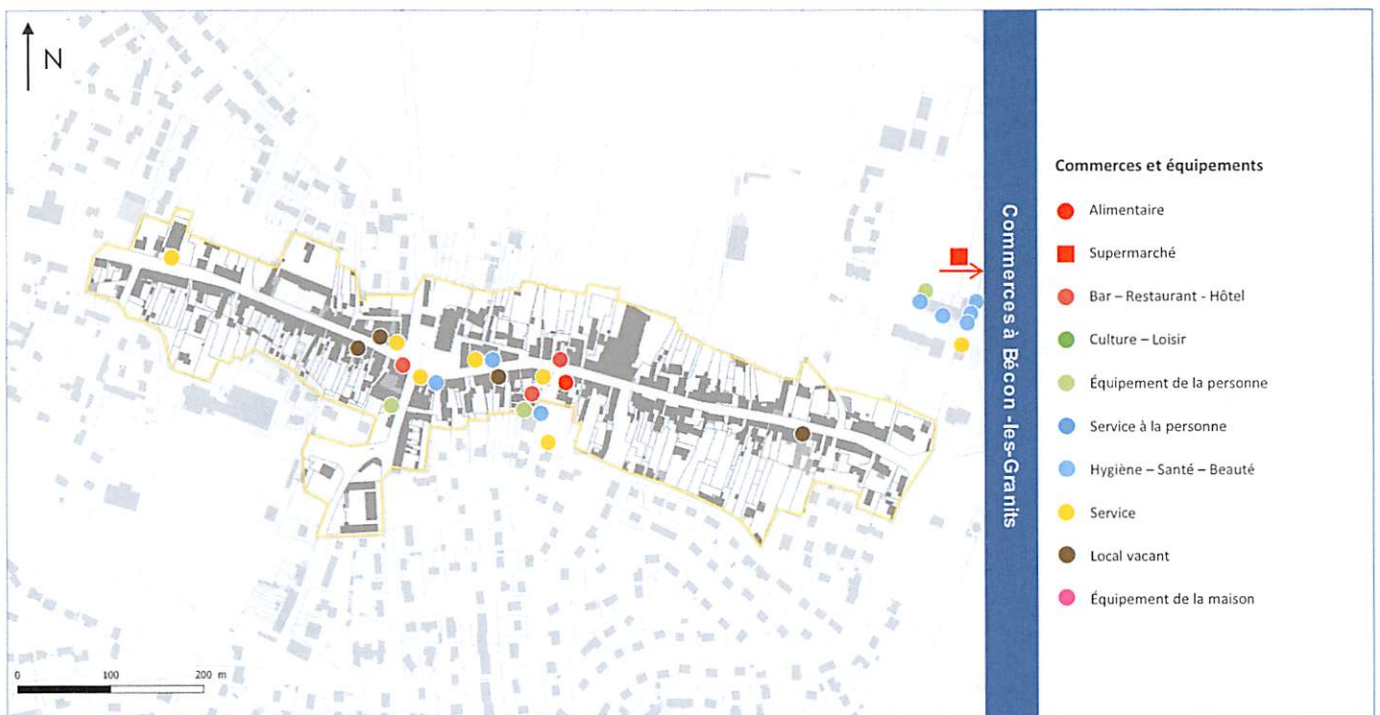 N
0 100 200 m
Commerces à Bécon -les-Granits
Commerces et équipements
Alimentaire
Supermarché
Bar – Restaurant - Hôtel
Culture – Loisir
Équipement de la personne
Service à la personne
Hygiène – Santé – Beauté
Service
Local vacant
Équipement de la maison